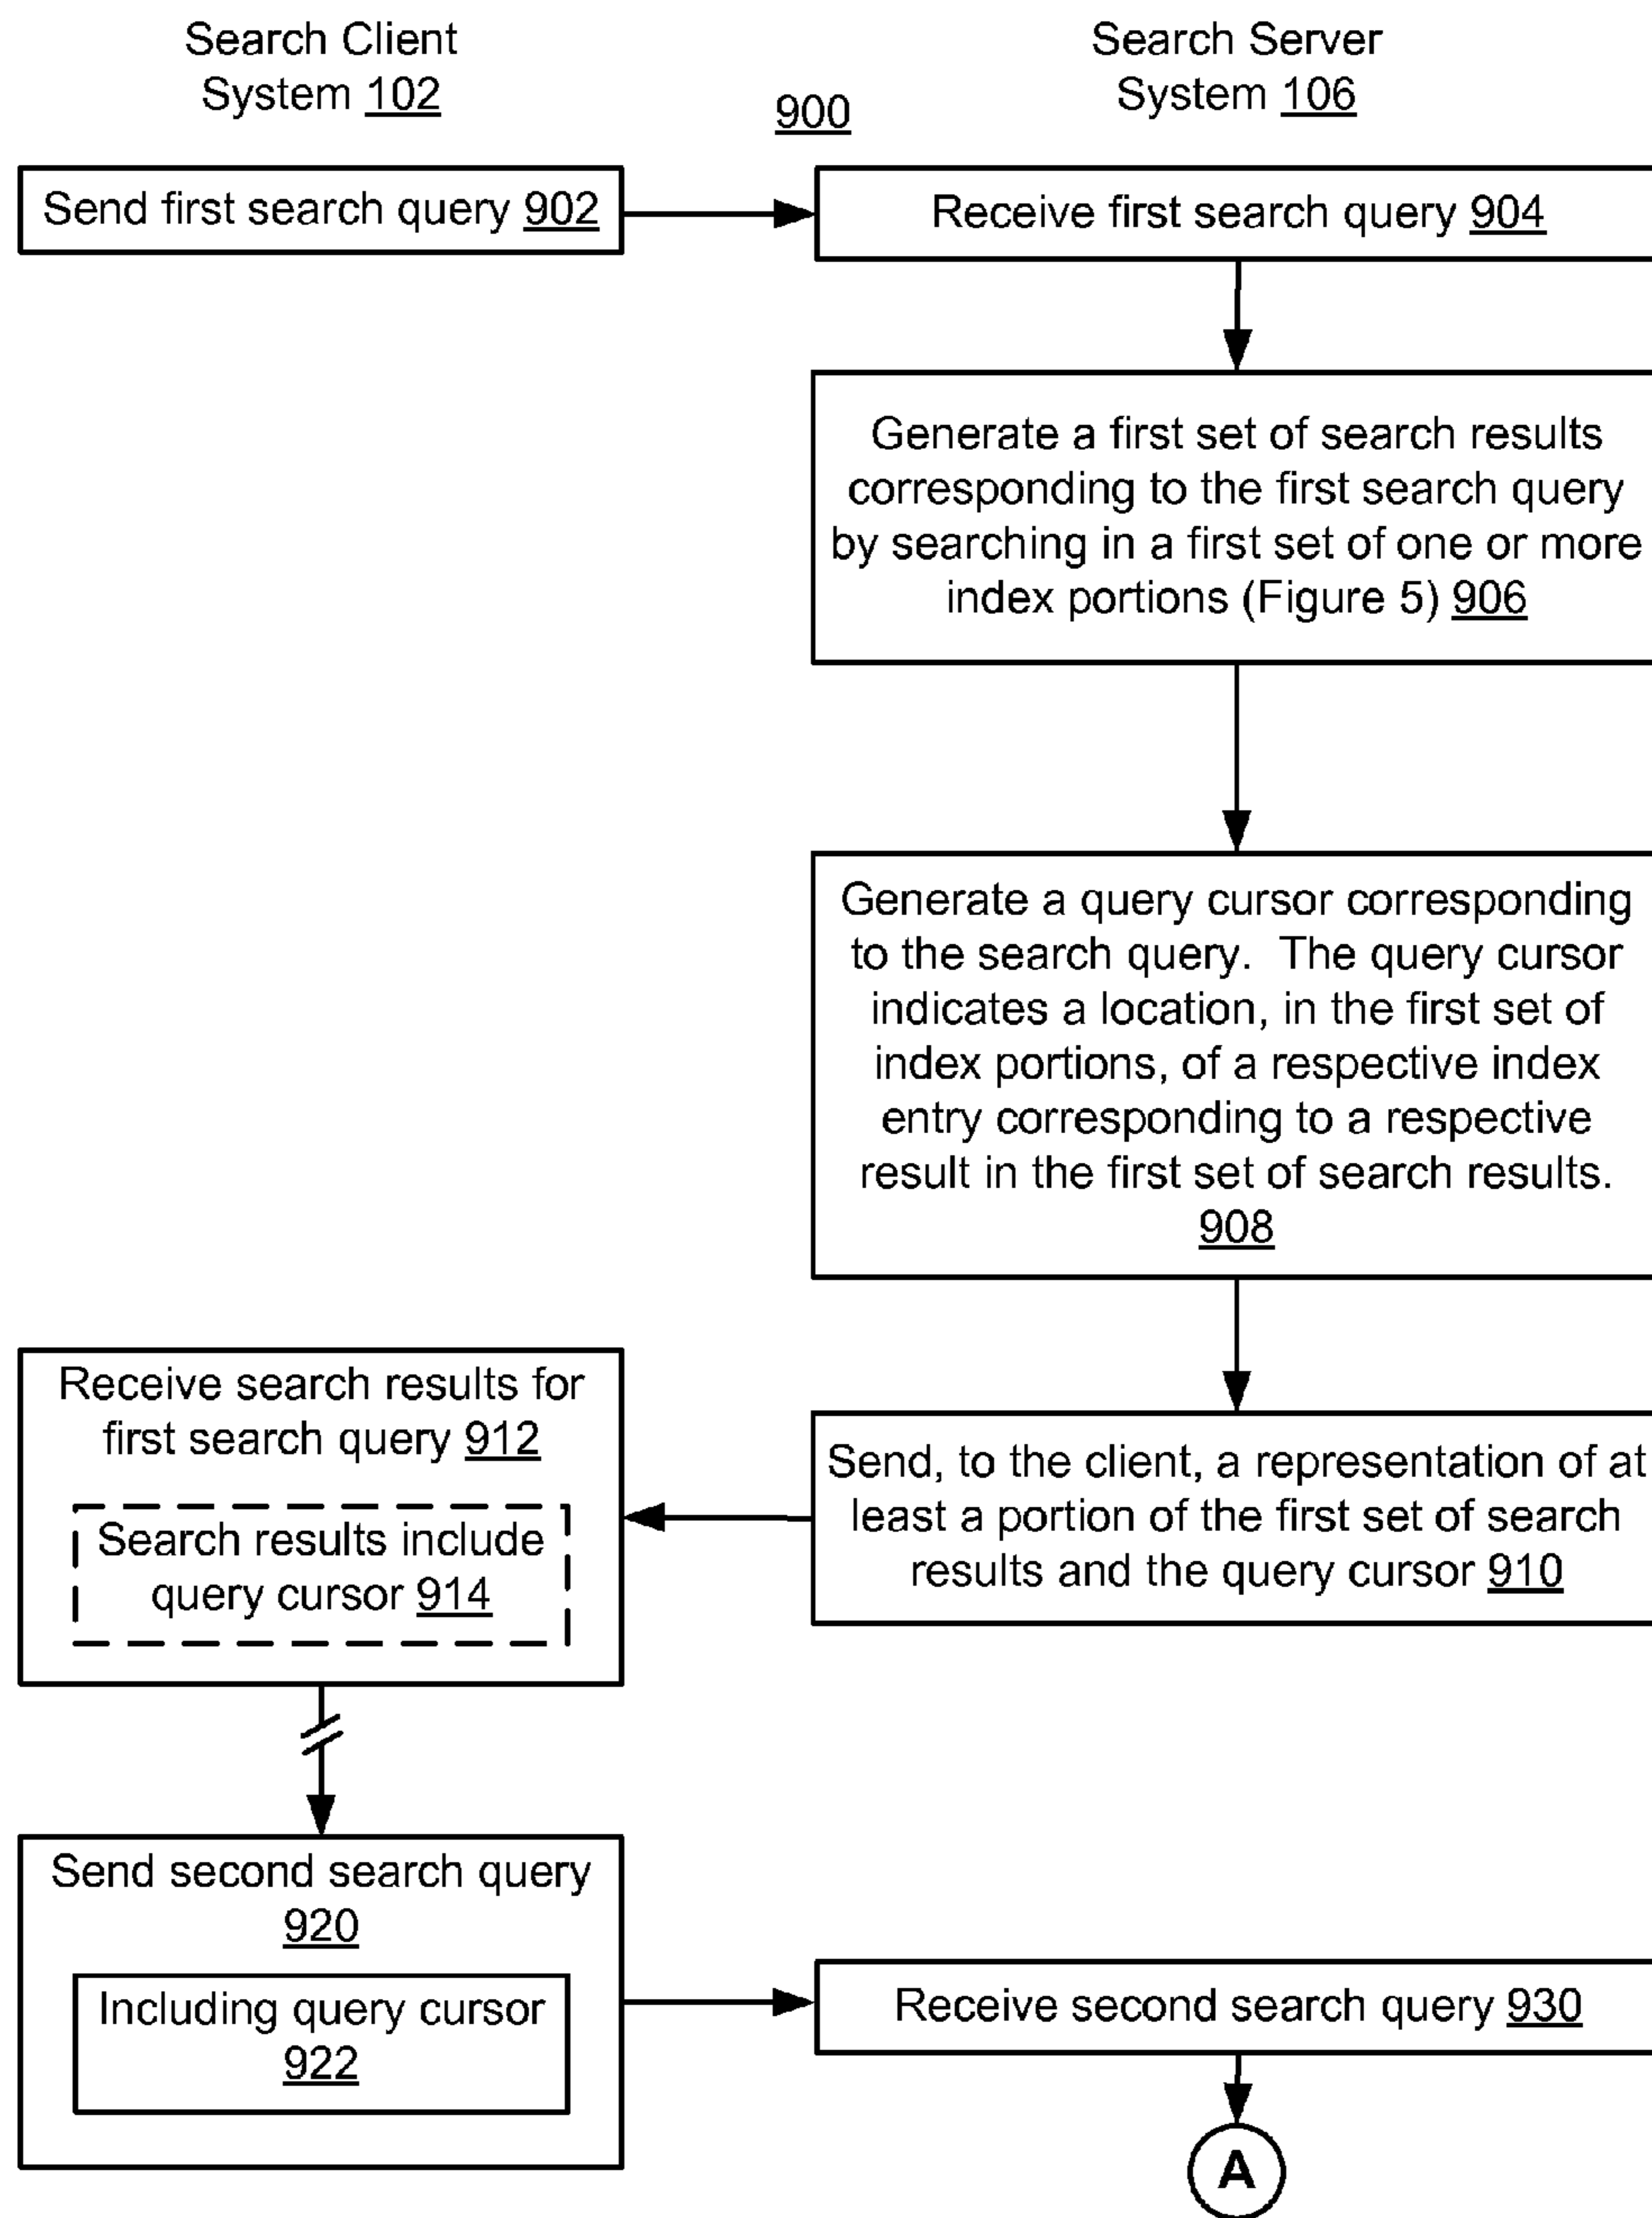 Search Client
System 102
Search Server
System 106
900
Send first search query 902
Receive first search query 904
Generate a first set of search results
corresponding to the first search query
by searching in a first set of one or more
index portions (Figure 5) 906
Generate a query cursor corresponding
to the search query.  The query cursor
indicates a location, in the first set of
index portions, of a respective index
entry corresponding to a respective
result in the first set of search results.
908
Receive search results for
first search query 912
Search results include
query cursor 914
Send, to the client, a representation of at
least a portion of the first set of search
results and the query cursor 910
Send second search query
920
Including query cursor
922
Receive second search query 930
A